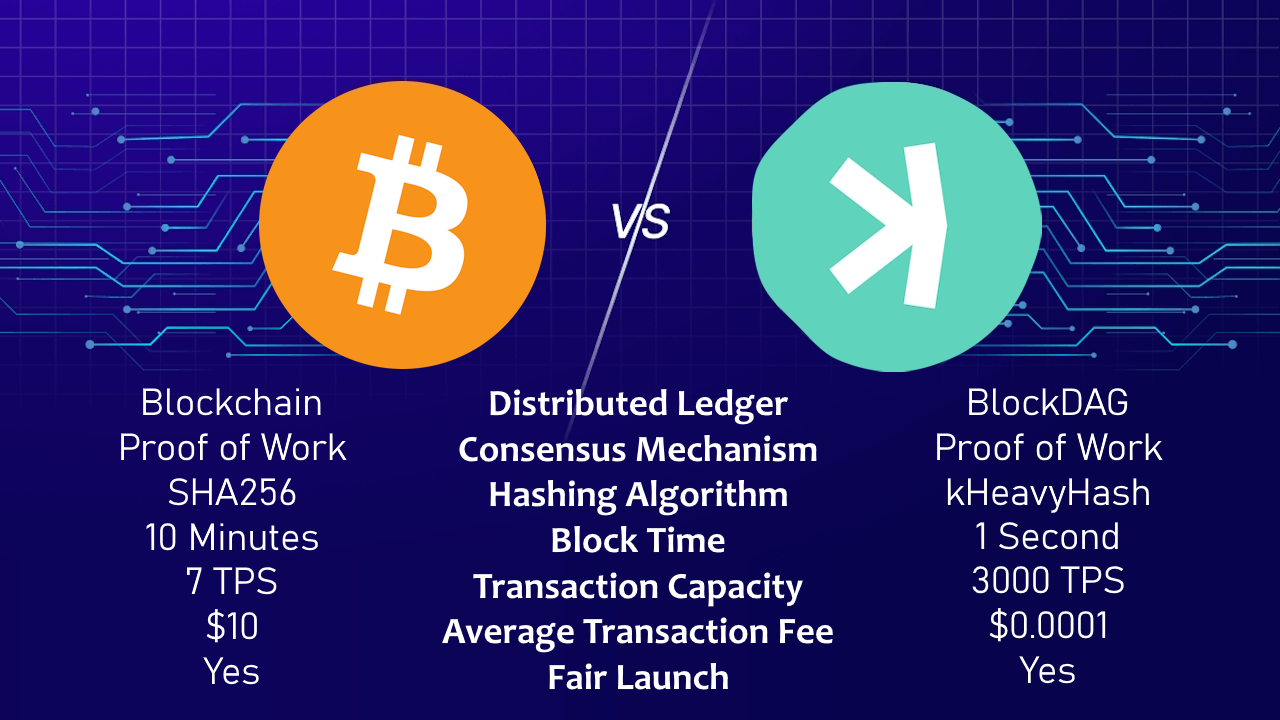 VS
Blockchain Distributed Ledger BlockDAG
Proof of Work Consensus Mechanism Proof of Work
SHA256 Hashing Algorithm kHeavyHash
10 Minutes Block Time 1 Second
7 TPS Transaction Capacity 3000 TPS
$10 Average Transaction Fee $0.0001
Yes Fair Launch Yes